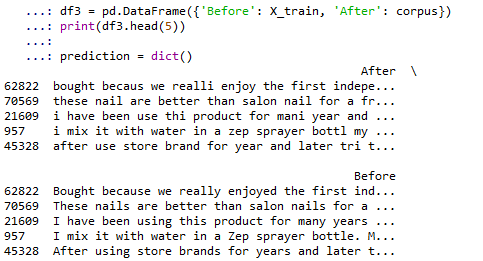 ...: df3 = pd.DataFrame({'Before': X_train, 'After': corpus})
...: print(df3.head(5))
...:
...: prediction = dict()
After \
62822 bought becaus we realli enjoy the first indepe...
70569 these nail are better than salon nail for a fr...
21609 i have been use thi product for mani year and ...
957 i mix it with water in a zep sprayer bottl my ...
45328 after use store brand for year and later tri t...
Before
62822 Bought because we really enjoyed the first ind...
70569 These nails are better than salon nails for a ...
21609 I have been using this product for many years ...
957 I mix it with water in a Zep sprayer bottle. M...
45328 After using store brands for years and later t...